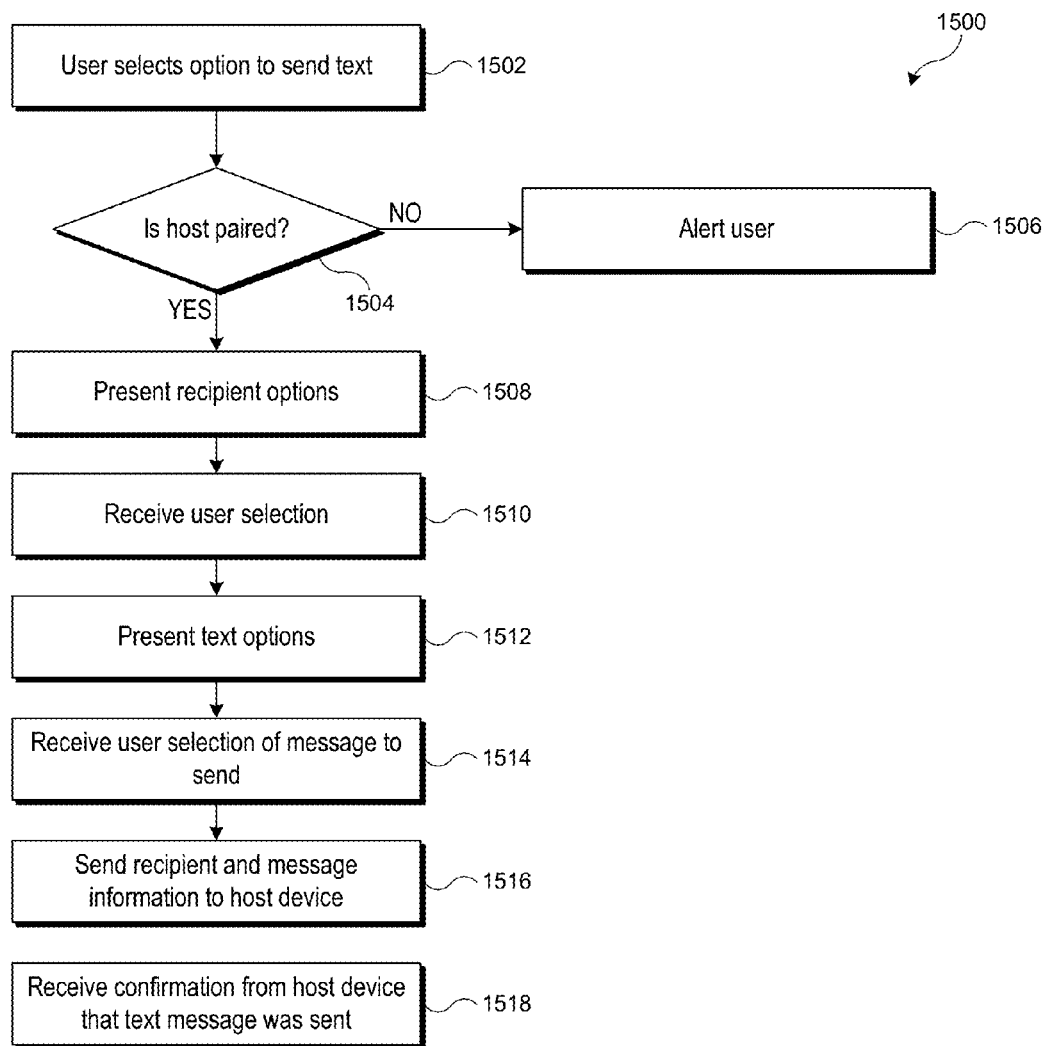 1500
User selects option to send text
1502
Is host paired?
NO
1504
YES
Alert user
1506
Present recipient options
1508
Receive user selection
1510
Present text options
1512
Receive user selection of message to
send
1514
Send recipient and message
information to host device
1516
Receive confirmation from host device
that text message was sent
1518